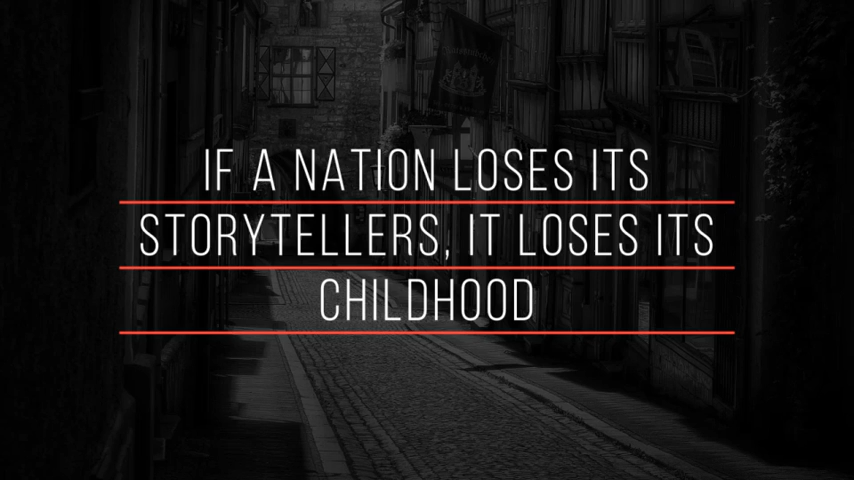 IF A NATION LOSES ITS
STORYTELLERS, IT LOSES ITS
CHILDHOOD